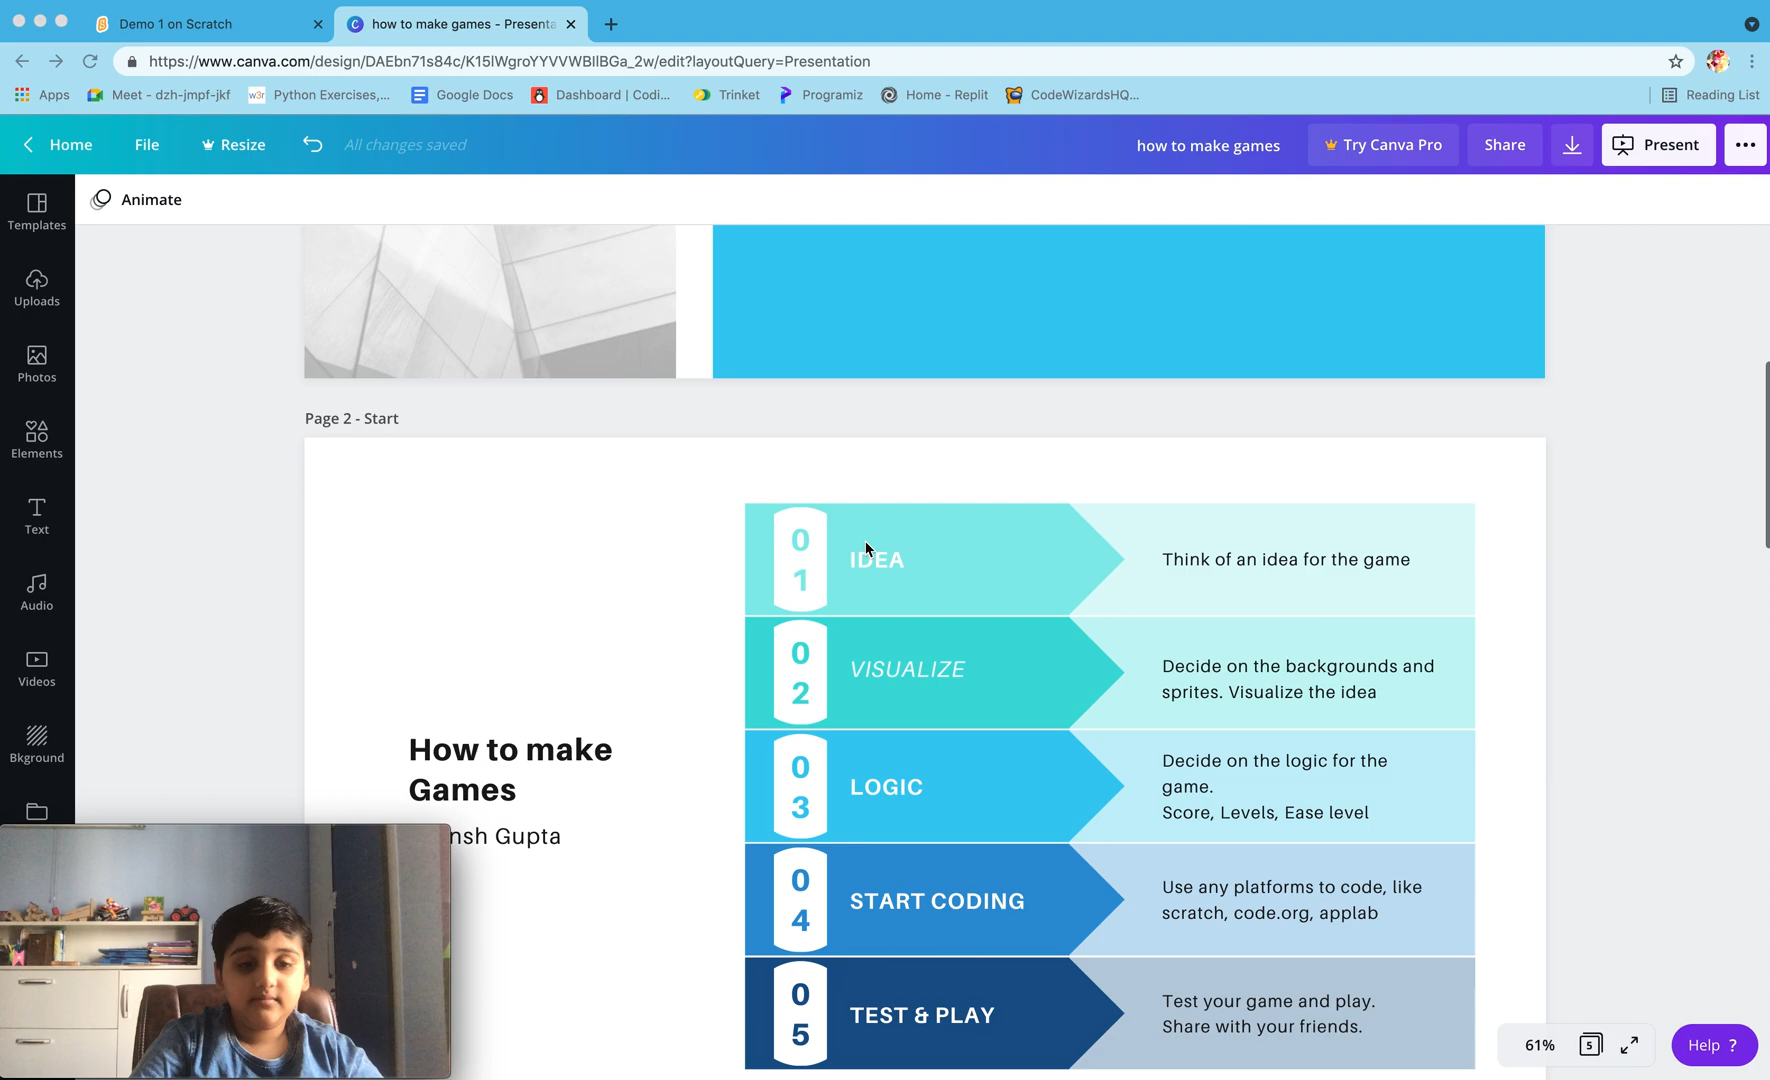 Demo 1 on Scratch
how to make games - Presenta
https://www.canva.com/design/DAEbn71s84c/K15lWgroYYVVWBIlBGa_2w/edit?layoutQuery=Presentation
Apps
Meet - dzh-jmpf-jkf
w3r
Python Exercises,...
Google Docs
Dashboard | Codi...
Trinket
Programiz
Home - Replit
CodeWizardsHQ...
Reading List
Home
File
Resize
All changes saved
how to make games
Try Canva Pro
Share
Present
Animate
Templates
Uploads
Photos
Elements
Text
Audio
Videos
Bkground
Page 2 - Start
How to make
Games
nsh Gupta
0
1
IDEA
Think of an idea for the game
0
2
VISUALIZE
Decide on the backgrounds and
sprites. Visualize the idea
0
3
LOGIC
Decide on the logic for the
game.
Score, Levels, Ease level
0
4
START CODING
Use any platforms to code, like
scratch, code.org, applab
0
5
TEST & PLAY
Test your game and play.
Share with your friends.
61%
5
Help ?